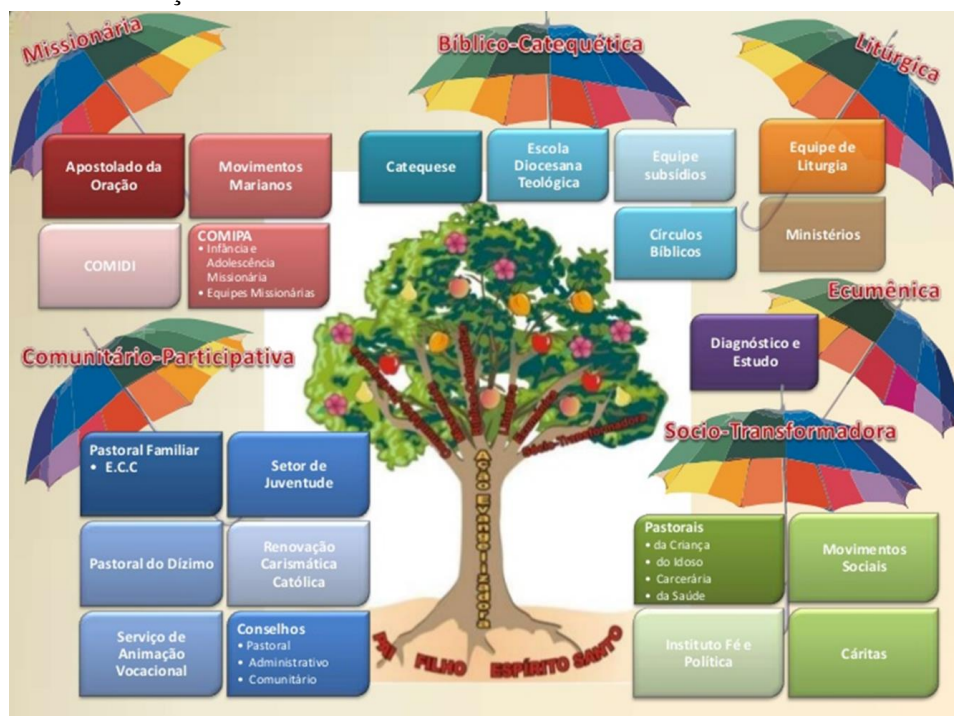 Missionária
Bíblico-Catequética
Litúrgica
Apostolado da
Oração
Movimentos
Marianos
COMIDI
COMIPA
• Infância e
Adolescência
Missionária
• Equipes Missionárias
Catequese
Escola
Diocesana
Teológica
Equipe
subsídios
Círculos
Bíblicos
Equipe de
Liturgia
Ministérios
Ecumênica
Diagnóstico e
Estudo
Comunitário-Participativa
Pastoral Familiar
• E.C.C
Setor de
Juventude
Pastoral do Dízimo
Renovação
Carismática
Católica
Serviço de
Animação
Vocacional
Conselhos
• Pastoral
• Administrativo
• Comunitário
Sócio-Transformadora
Ação Evangelizadora
PAI FILHO ESPÍRITO SANTO
Socio-Transformadora
Pastorais
• da Criança
• do Idoso
• Carcerária
• da Saúde
Movimentos
Sociais
Instituto Fé e
Política
Cáritas